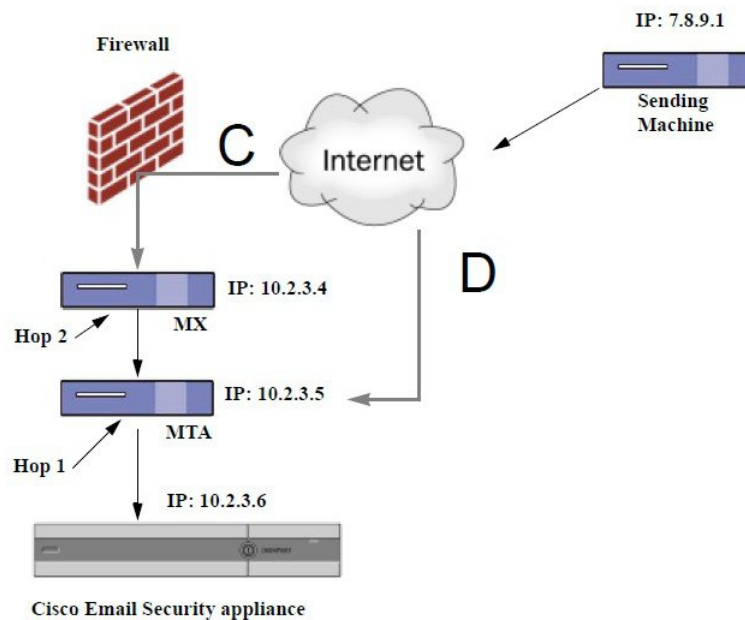 IP: 7.8.9.1
Firewall
Sending
Machine
C
Internet
D
IP: 10.2.3.4
MX
Hop 2
IP: 10.2.3.5
MTA
Hop 1
IP: 10.2.3.6
IRONPORT
Cisco Email Security appliance